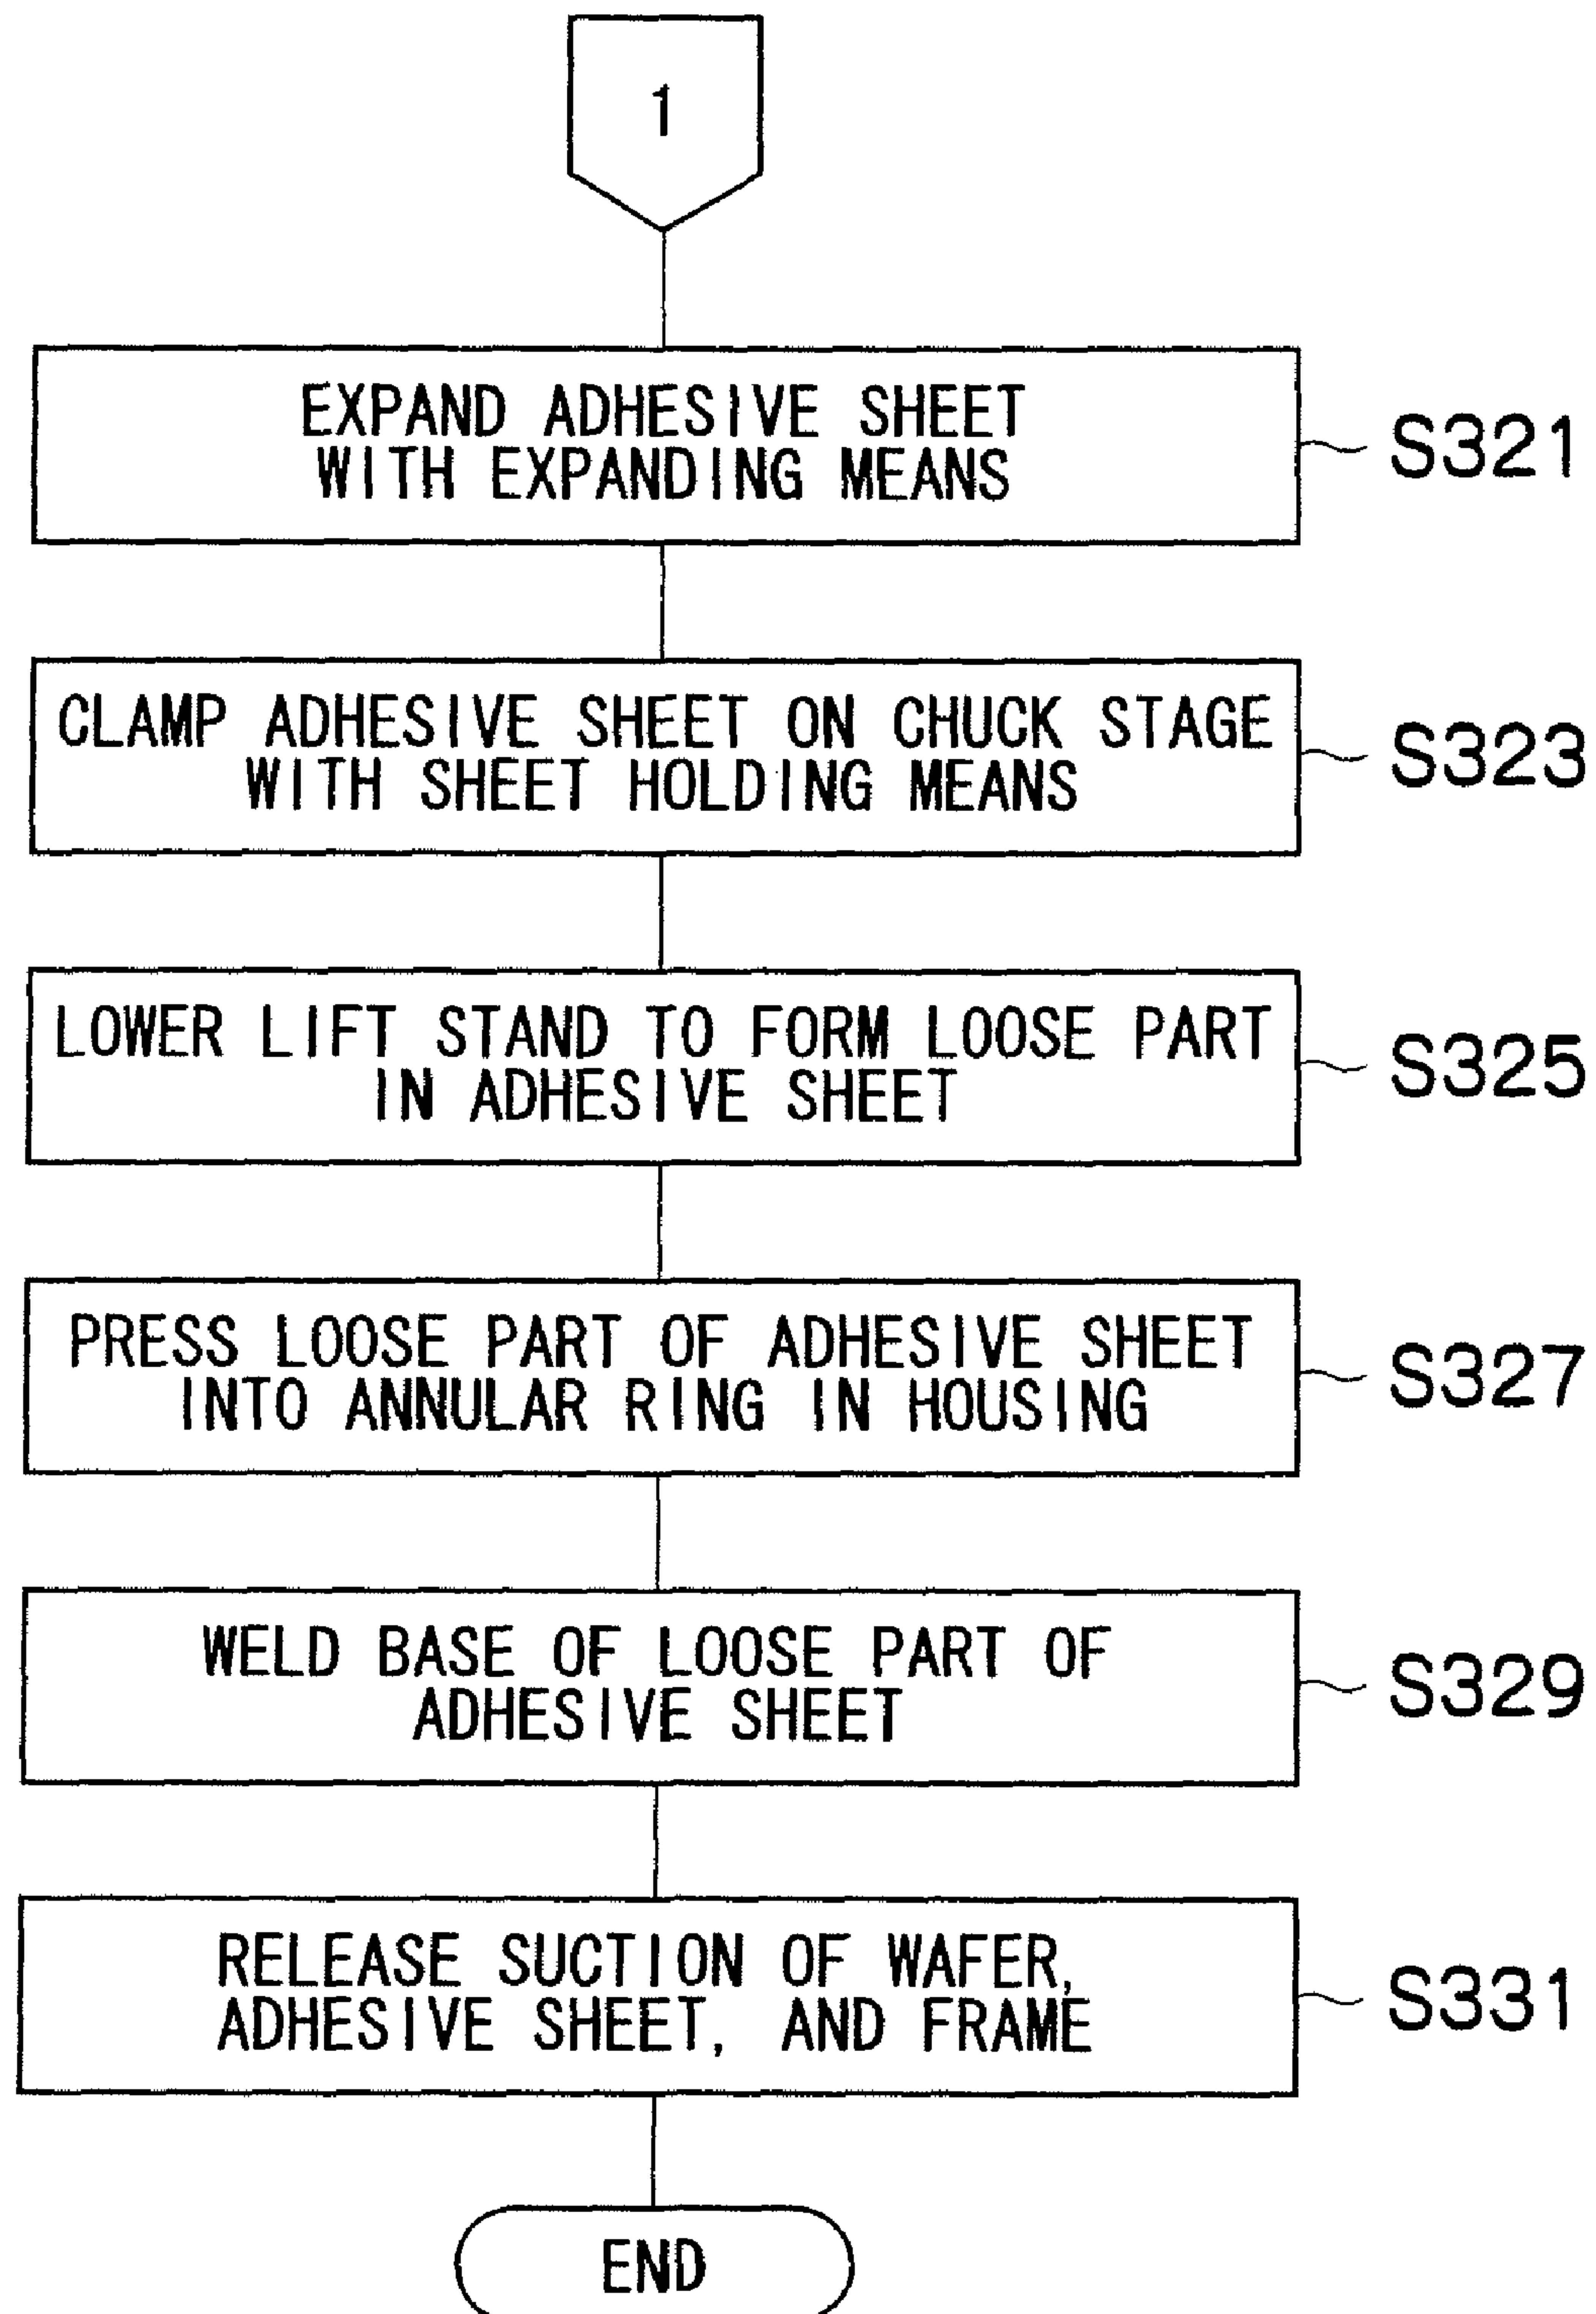 1
EXPAND ADHESIVE SHEET
WITH EXPANDING MEANS
S321
CLAMP ADHESIVE SHEET ON CHUCK STAGE
WITH SHEET HOLDING MEANS
S323
LOWER LIFT STAND TO FORM LOOSE PART
IN ADHESIVE SHEET
S325
PRESS LOOSE PART OF ADHESIVE SHEET
INTO ANNULAR RING IN HOUSING
S327
WELD BASE OF LOOSE PART OF
ADHESIVE SHEET
S329
RELEASE SUCTION OF WAFER,
ADHESIVE SHEET, AND FRAME
S331
END